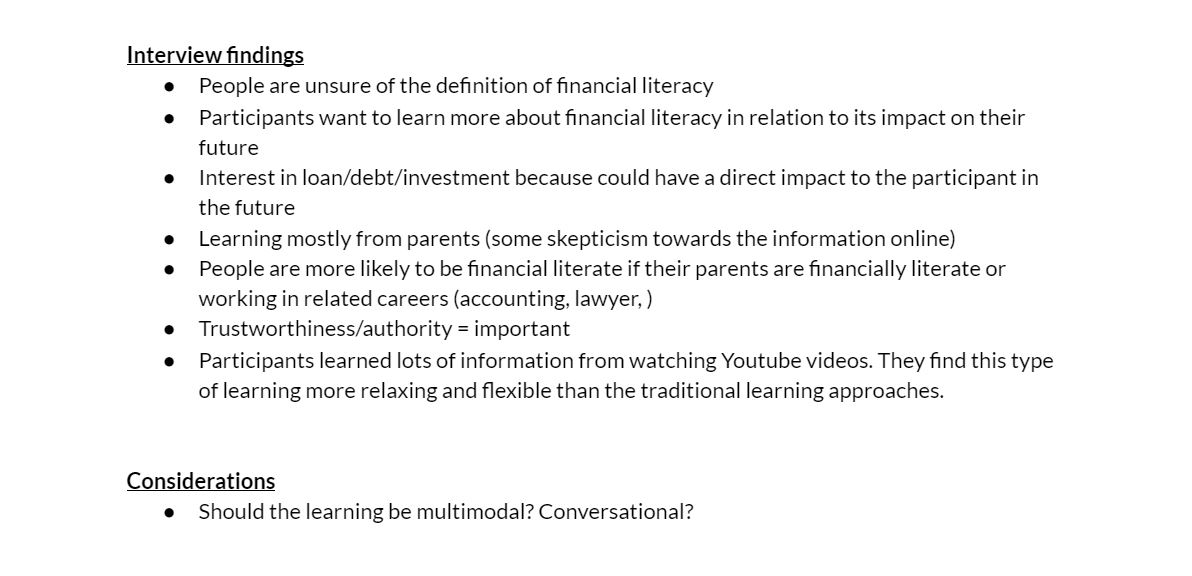 Interview findings
● People are unsure of the definition of financial literacy
● Participants want to learn more about financial literacy in relation to its impact on their
future
● Interest in loan/debt/investment because could have a direct impact to the participant in
the future
● Learning mostly from parents (some skepticism towards the information online)
● People are more likely to be financial literate if their parents are financially literate or
working in related careers (accounting, lawyer, )
● Trustworthiness/authority = important
● Participants learned lots of information from watching Youtube videos. They find this type
of learning more relaxing and flexible than the traditional learning approaches.
Considerations
● Should the learning be multimodal? Conversational?